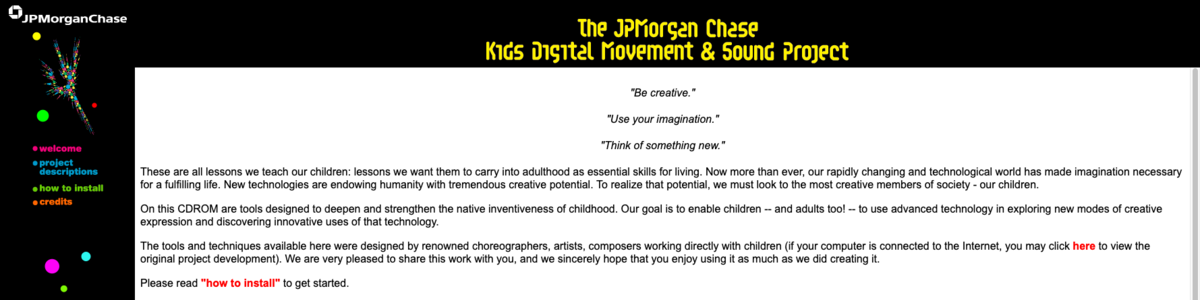 JPMorganChase
The JPMorgan Chase
Kids Digital Movement & Sound Project
welcome
project
descriptions
how to install
credits
"Be creative."
"Use your imagination."
"Think of something new."
These are all lessons we teach our children: lessons we want them to carry into adulthood as essential skills for living. Now more than ever, our rapidly changing and technological world has made imagination necessary
for a fulfilling life. New technologies are endowing humanity with tremendous creative potential. To realize that potential, we must look to the most creative members of society - our children.
On this CDROM are tools designed to deepen and strengthen the native inventiveness of childhood. Our goal is to enable children -- and adults too! -- to use advanced technology in exploring new modes of creative
expression and discovering innovative uses of that technology.
The tools and techniques available here were designed by renowned choreographers, artists, composers working directly with children (if your computer is connected to the Internet, you may click here to view the
original project development). We are very pleased to share this work with you, and we sincerely hope that you enjoy using it as much as we did creating it.
Please read "how to install" to get started.